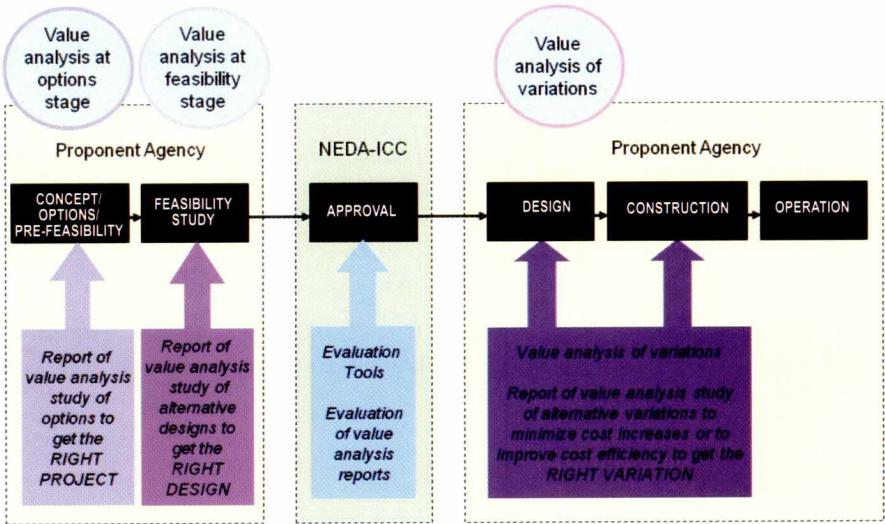 Value
analysis at
options
stage
Value
analysis at
feasibility
stage
Value
analysis of
variations
Proponent Agency
NEDA-ICC
Proponent Agency
CONCEPT/
OPTIONS/
PRE-FEASIBILITY
FEASIBILITY
STUDY
APPROVAL
DESIGN
CONSTRUCTION
OPERATION
Report of
value analysis
study of
options to
get the
RIGHT
PROJECT
Report of
value analysis
study of
alternative
designs to
get the
RIGHT
DESIGN
Evaluation
Tools
Evaluation
of value
analysis
reports
Value analysis of variations
Report of value analysis study
of alternative variations to
minimize cost increases or to
improve cost efficiency to get the
RIGHT VARIATION